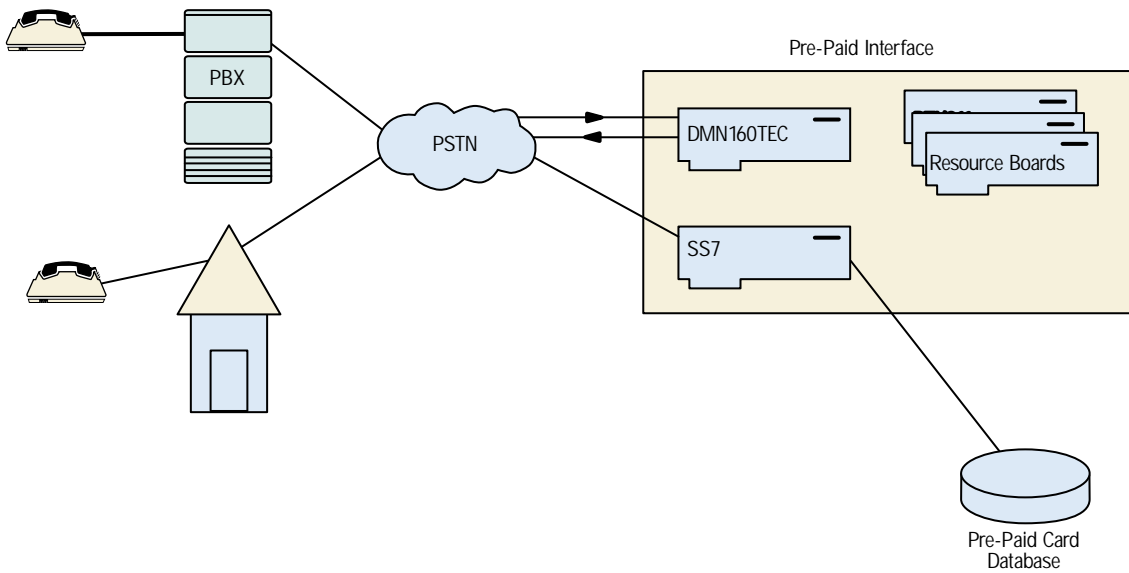 Pre-Paid Interface
PBX
PSTN
DMN160TEC
Resource Boards
SS7
Pre-Paid Card
Database